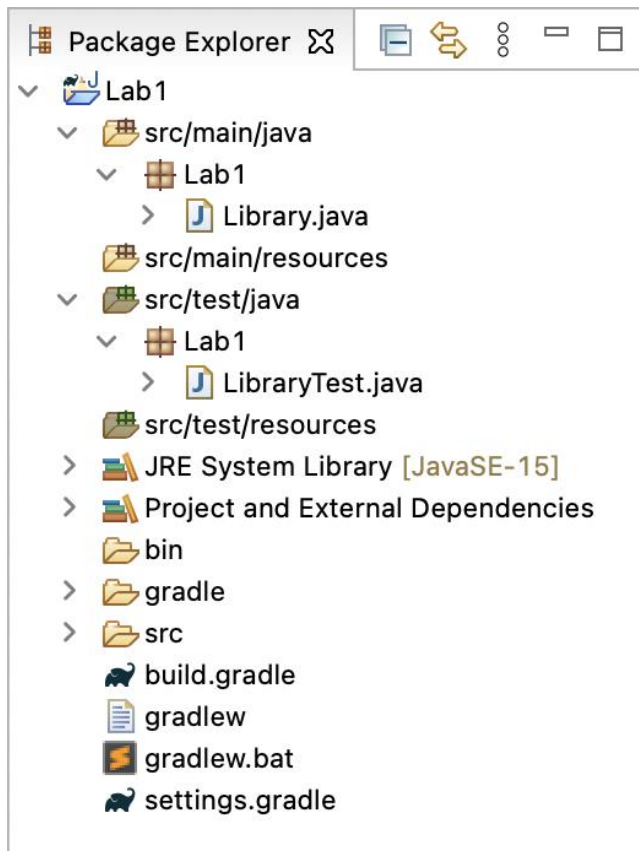 Package Explorer
Lab1
src/main/java
Lab1
Library.java
src/main/resources
src/test/java
Lab1
LibraryTest.java
src/test/resources
JRE System Library [JavaSE-15]
Project and External Dependencies
bin
gradle
src
build.gradle
gradlew
gradlew.bat
settings.gradle